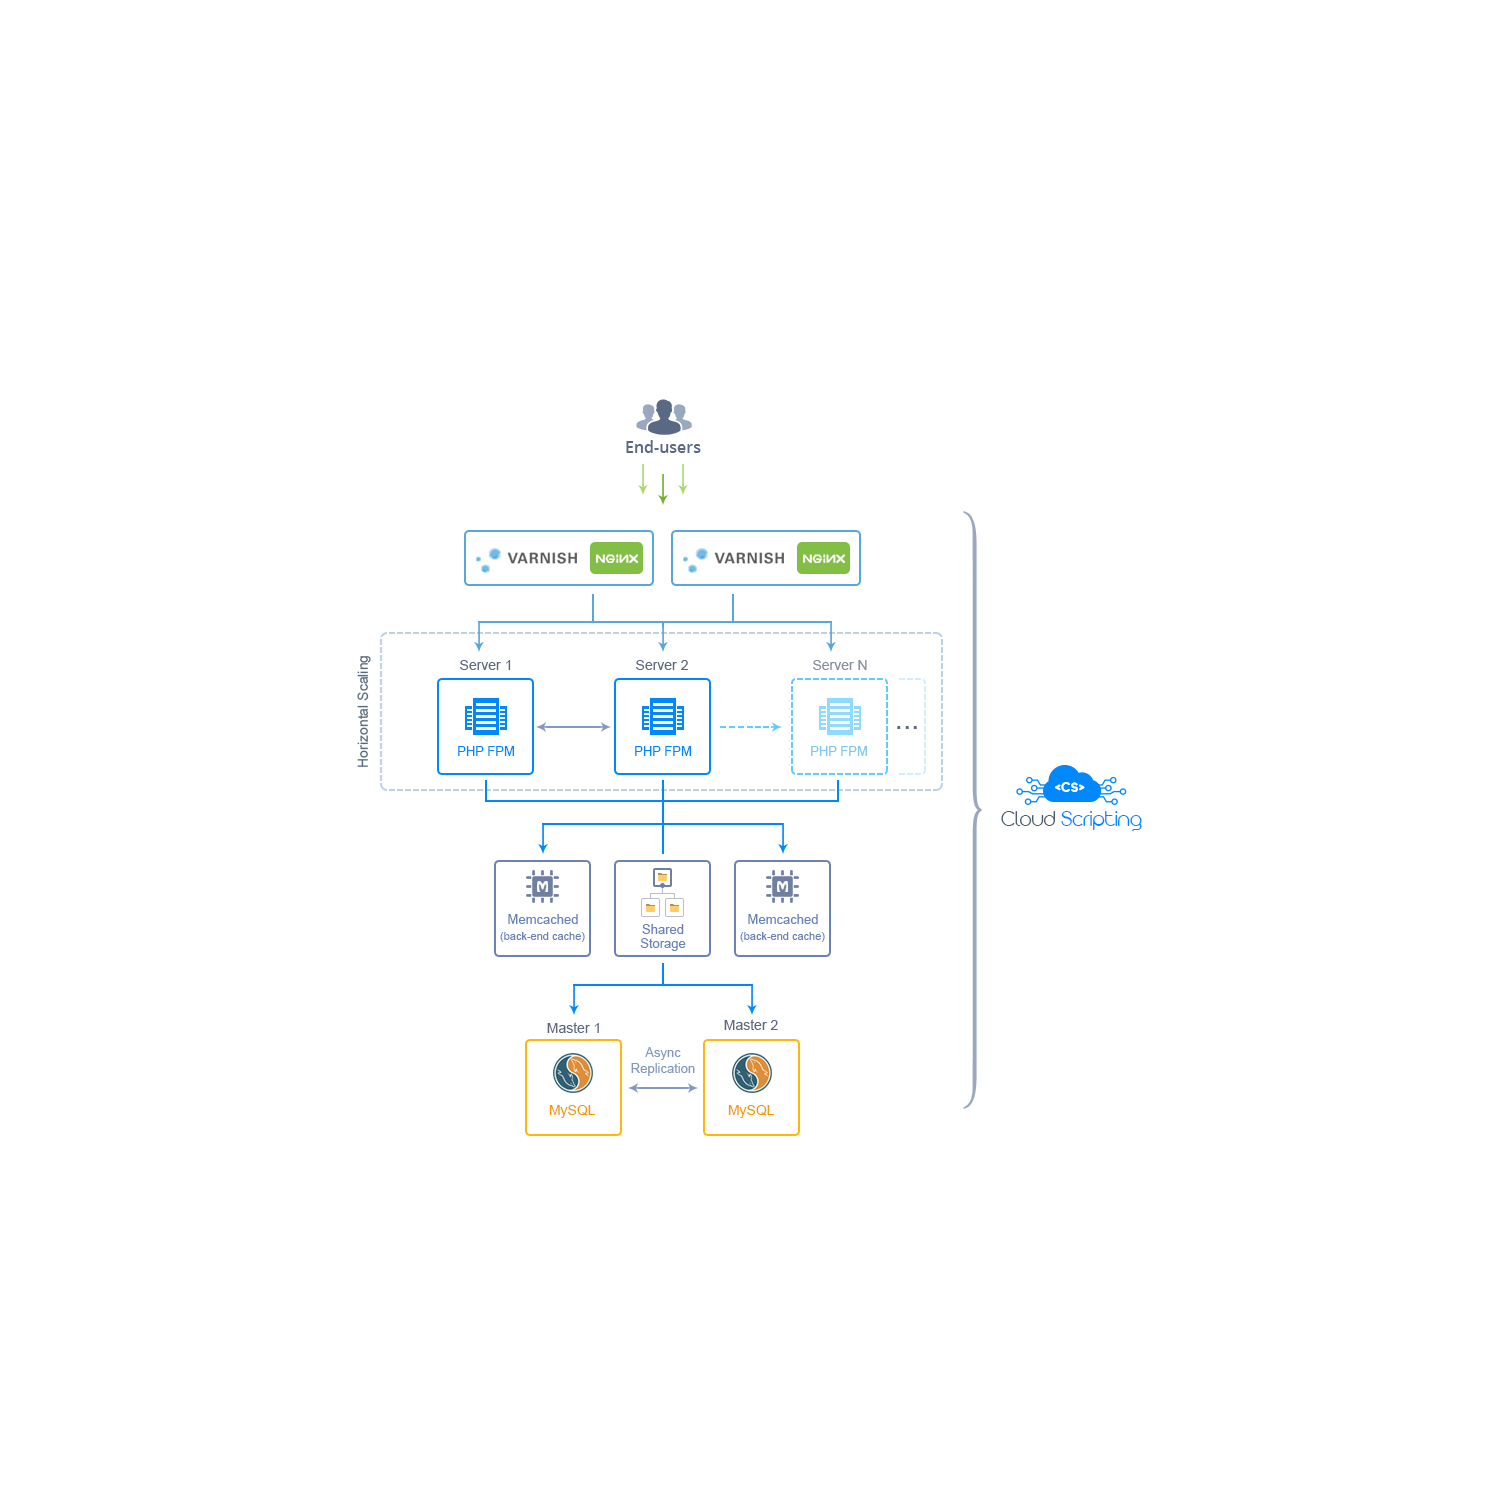 End-users
VARNISH NGINX VARNISH NGINX
Horizontal Scaling
Server 1 Server 2 Server N
PHP FPM PHP FPM PHP FPM ...
<CS>
Cloud Scripting
M M
Memcached Shared Memcached
(back-end cache) Storage (back-end cache)
Master 1 Master 2
Async
Replication
MySQL MySQL